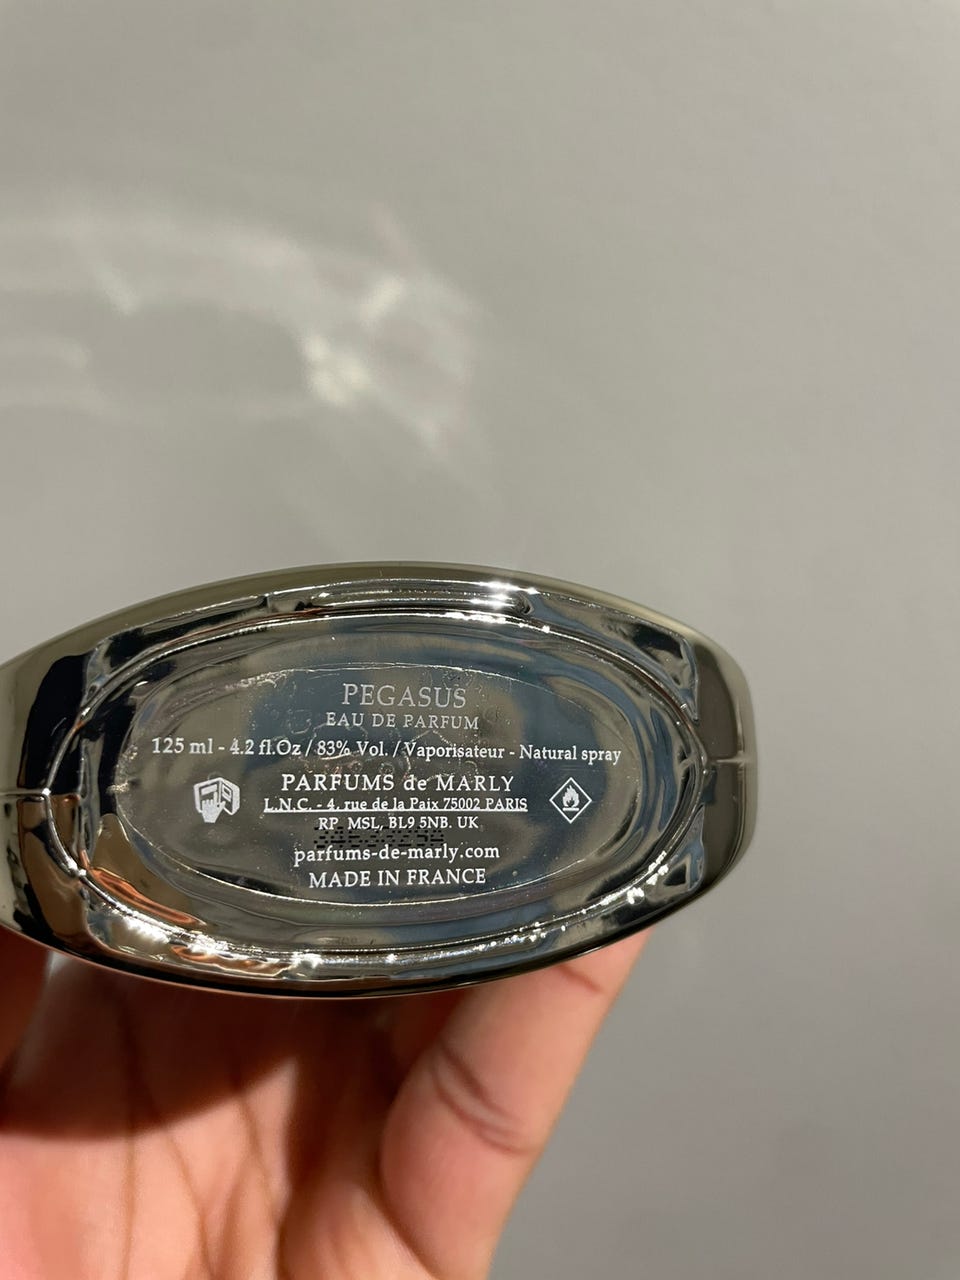 PEGASUS
EAU DE PARFUM
125 ml - 4.2 fl.Oz / 83% Vol. / Vaporisateur - Natural spray
PARFUMS de MARLY
L.N.C. - 4, rue de la Paix 75002 PARIS
RP MSL, BL9 5NB. UK
parfums-de-marly.com
MADE IN FRANCE